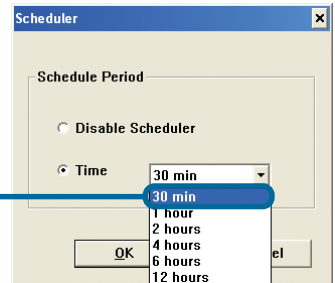 Scheduler
Schedule Period
Disable Scheduler
Time 30 min
30 min
1 hour
2 hours
4 hours
6 hours
12 hours
OK el